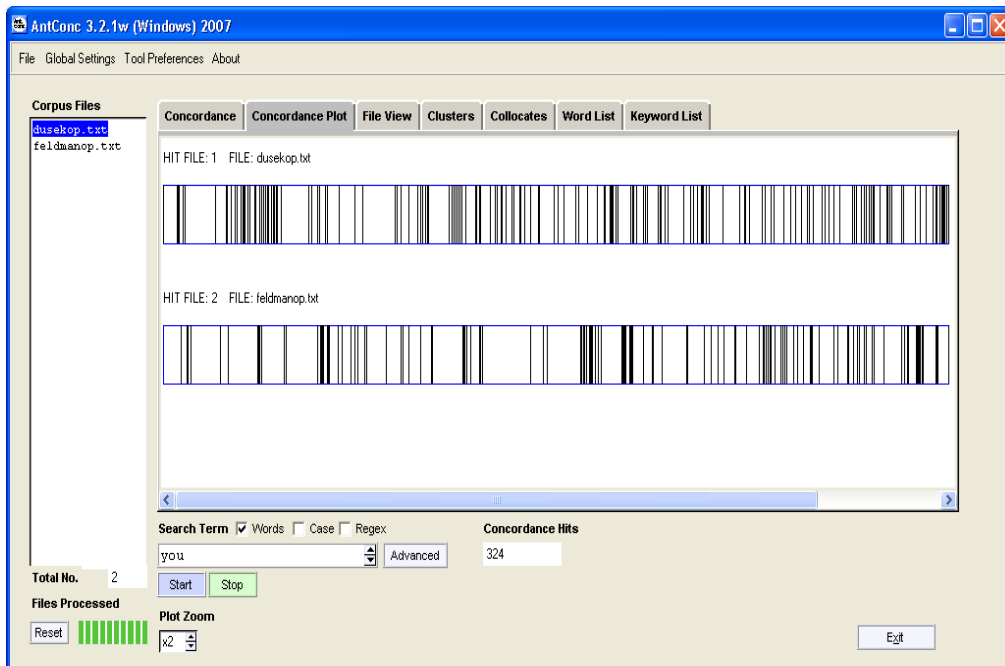 AntConc 3.2.1w (Windows) 2007
File Global Settings Tool Preferences About
Corpus Files
dusekop.txt
feldmanop.txt
Concordance Concordance Plot File View Clusters Collocates Word List Keyword List
HIT FILE: 1 FILE: dusekop.txt
HIT FILE: 2 FILE: feldmanop.txt
Search Term Words Case Regex Concordance Hits
you Advanced 324
Total No. 2
Start Stop
Files Processed
Reset
Plot Zoom
x2
Exit